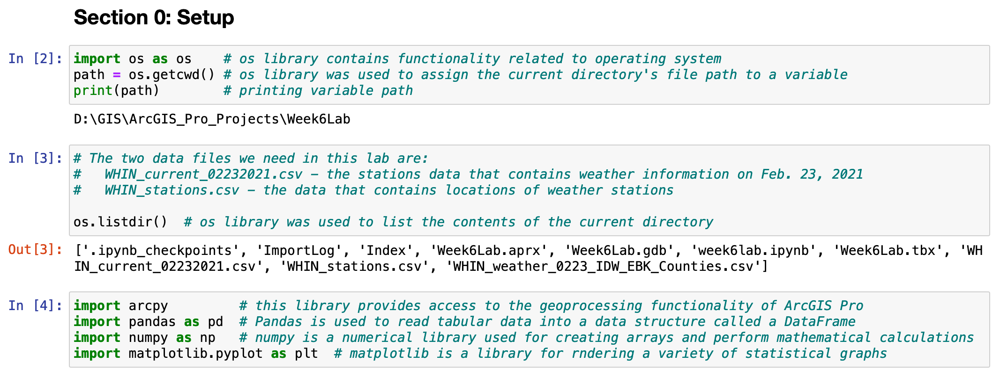 Section 0: Setup
In [2]: import os as os    # os library contains functionality related to operating system
path = os.getcwd() # os library was used to assign the current directory's file path to a variable
print(path)        # printing variable path
D:\GIS\ArcGIS_Pro_Projects\Week6Lab
In [3]: # The two data files we need in this lab are:
#   WHIN_current_02232021.csv – the stations data that contains weather information on Feb. 23, 2021
#   WHIN_stations.csv – the data that contains locations of weather stations
os.listdir()  # os library was used to list the contents of the current directory
Out[3]: ['.ipynb_checkpoints', 'ImportLog', 'Index', 'Week6Lab.aprx', 'Week6Lab.gdb', 'week6lab.ipynb', 'Week6Lab.tbx', 'WH
IN_current_02232021.csv', 'WHIN_stations.csv', 'WHIN_weather_0223_IDW_EBK_Counties.csv']
In [4]: import arcpy         # this library provides access to the geoprocessing functionality of ArcGIS Pro
import pandas as pd  # Pandas is used to read tabular data into a data structure called a DataFrame
import numpy as np   # numpy is a numerical library used for creating arrays and perform mathematical calculations
import matplotlib.pyplot as plt  # matplotlib is a library for rndering a variety of statistical graphs